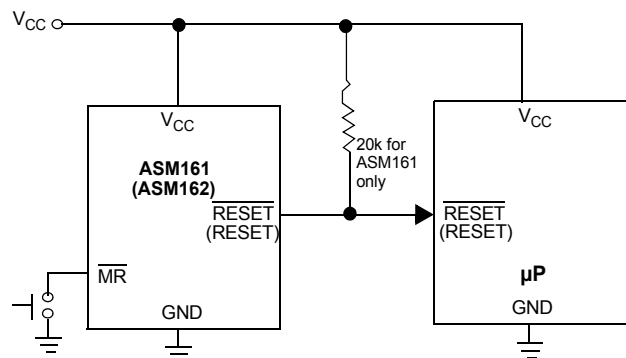 VCC
VCC
ASM161
(ASM162)
RESET
(RESET)
MR
GND
20k for
ASM161
only
VCC
RESET
(RESET)
µP
GND